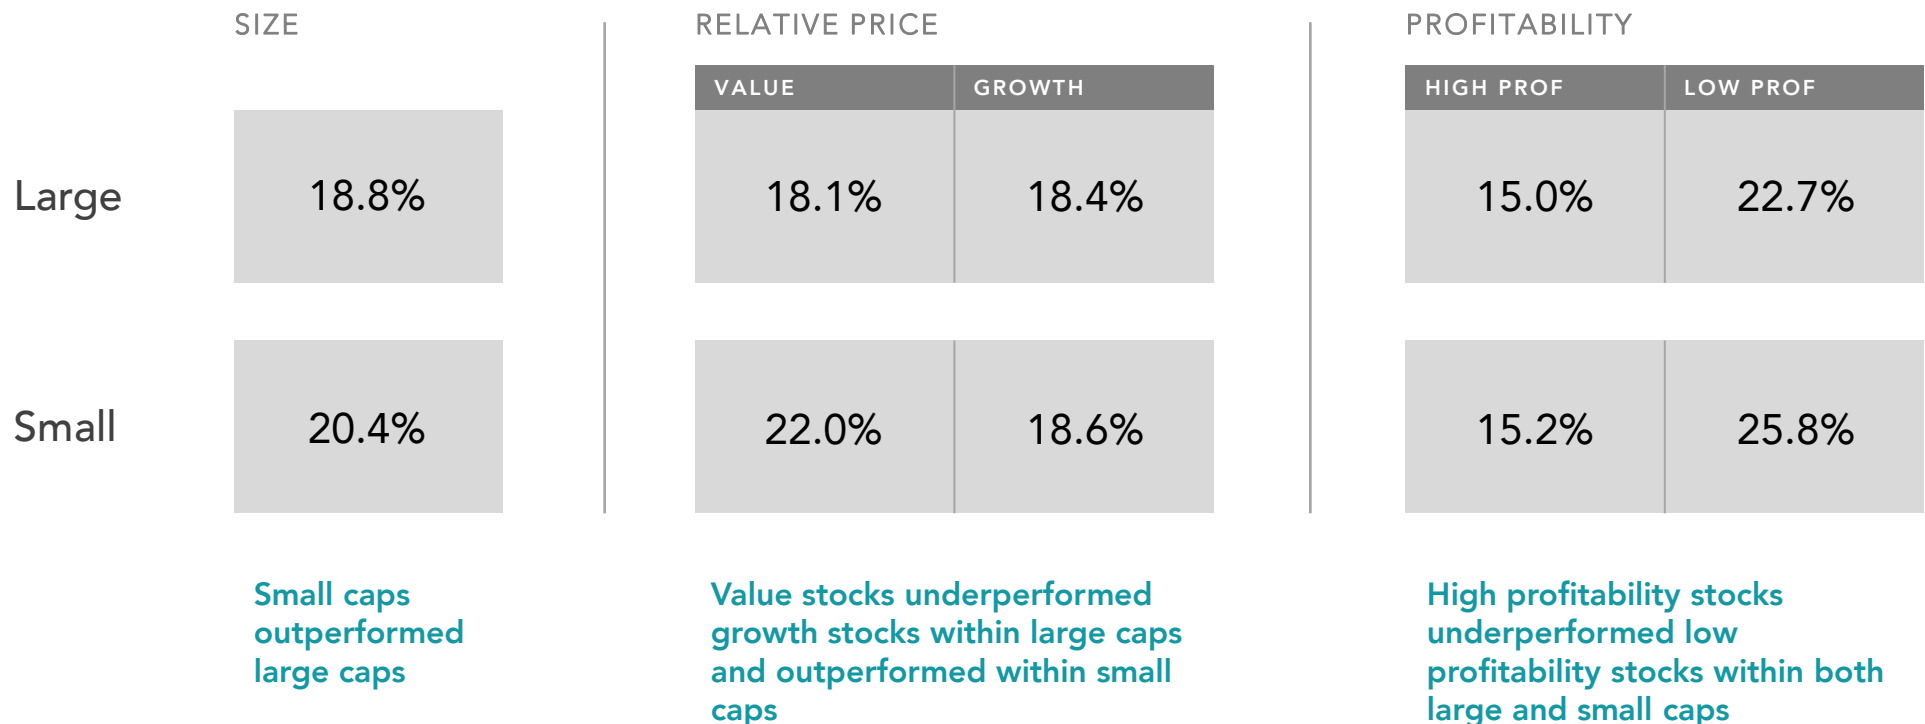 SIZE
RELATIVE PRICE
PROFITABILITY
VALUE GROWTH
HIGH PROF LOW PROF
Large 18.8% 18.1% 18.4% 15.0% 22.7%
Small 20.4% 22.0% 18.6% 15.2% 25.8%
Small caps
outperformed
large caps
Value stocks underperformed
growth stocks within large caps
and outperformed within small
caps
High profitability stocks
underperformed low
profitability stocks within both
large and small caps